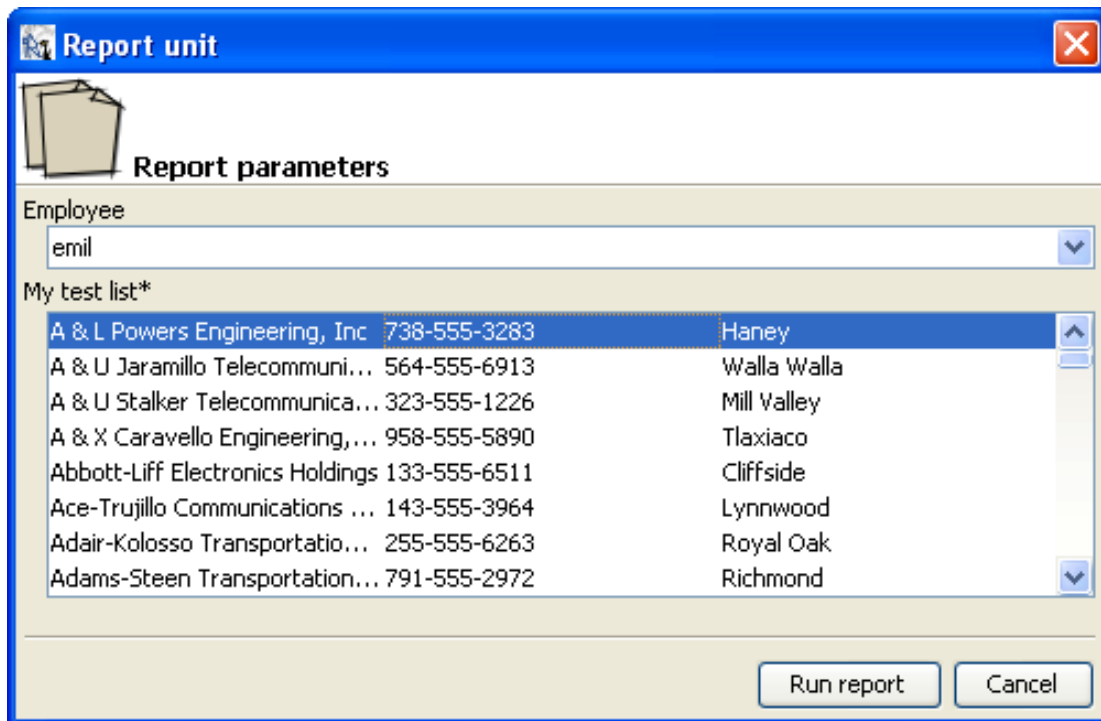 Report unit
Report parameters
Employee
emil
My test list*
A & L Powers Engineering, Inc 738-555-3283 Haney
A & U Jaramillo Telecommuni... 564-555-6913 Walla Walla
A & U Stalker Telecommunica... 323-555-1226 Mill Valley
A & X Caravello Engineering,... 958-555-5890 Tlaxiaco
Abbott-Liff Electronics Holdings 133-555-6511 Cliffside
Ace-Trujillo Communications ... 143-555-3964 Lynnwood
Adair-Kolosso Transportatio... 255-555-6263 Royal Oak
Adams-Steen Transportation... 791-555-2972 Richmond
Run report Cancel